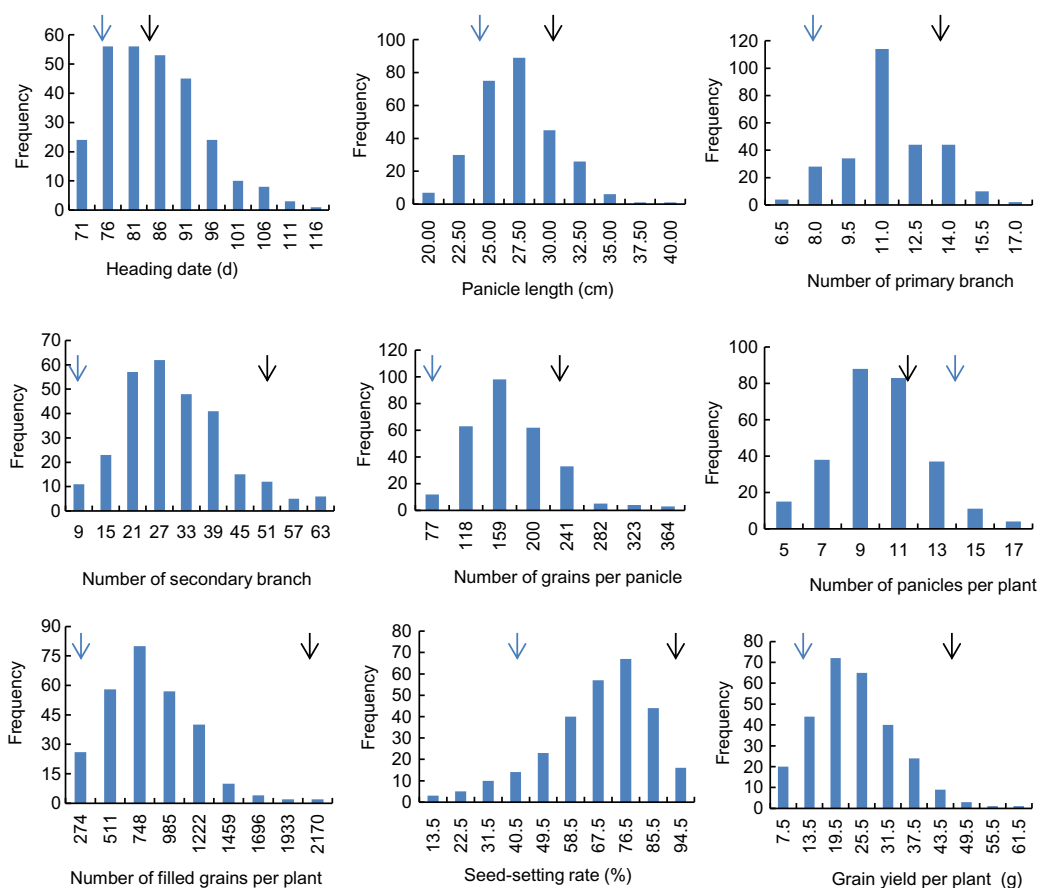 60
50
40
30
20
10
0
Frequency
71 76 81 86 91 96 101 106 111 116
Heading date (d)
100
80
60
40
20
0
Frequency
20.00 22.50 25.00 27.50 30.00 32.50 35.00 37.50 40.00
Panicle length (cm)
120
100
80
60
40
20
0
Frequency
6.5 8.0 9.5 11.0 12.5 14.0 15.5 17.0
Number of primary branch
70
60
50
40
30
20
10
0
Frequency
9 15 21 27 33 39 45 51 57 63
Number of secondary branch
120
100
80
60
40
20
0
Frequency
77 118 159 200 241 282 323 364
Number of grains per panicle
100
80
60
40
20
0
Frequency
5 7 9 11 13 15 17
Number of panicles per plant
90
75
60
45
30
15
0
Frequency
274 511 748 985 1222 1459 1696 1933 2170
Number of filled grains per plant
80
70
60
50
40
30
20
10
0
Frequency
13.5 22.5 31.5 40.5 49.5 58.5 67.5 76.5 85.5 94.5
Seed-setting rate (%)
80
70
60
50
40
30
20
10
0
Frequency
7.5 13.5 19.5 25.5 31.5 37.5 43.5 49.5 55.5 61.5
Grain yield per plant (g)